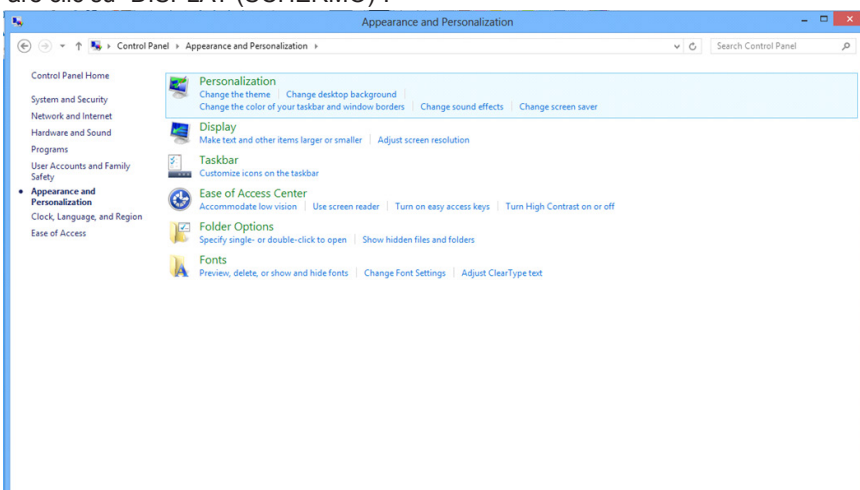 Appearance and Personalization
Control Panel ▸ Appearance and Personalization ▸
Search Control Panel
Control Panel Home
System and Security
Network and Internet
Hardware and Sound
Programs
User Accounts and Family
Safety
Appearance and
Personalization
Clock, Language, and Region
Ease of Access
Personalization
Change the theme | Change desktop background
Change the color of your taskbar and window borders | Change sound effects | Change screen saver
Display
Make text and other items larger or smaller | Adjust screen resolution
Taskbar
Customize icons on the taskbar
Ease of Access Center
Accommodate low vision | Use screen reader | Turn on easy access keys | Turn High Contrast on or off
Folder Options
Specify single- or double-click to open | Show hidden files and folders
Fonts
Preview, delete, or show and hide fonts | Change Font Settings | Adjust ClearType text